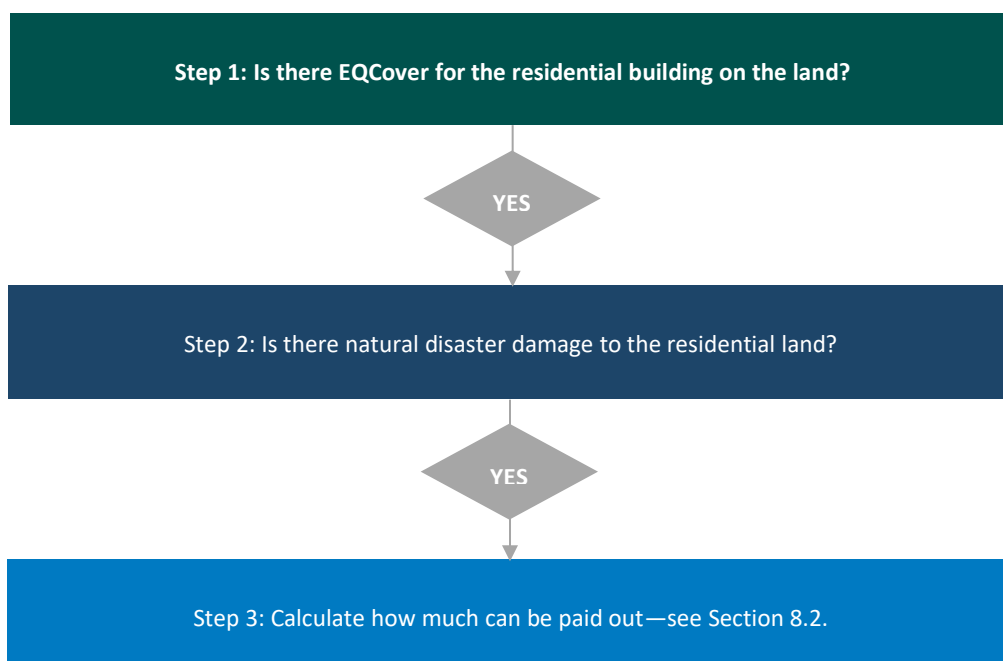 Step 1: Is there EQCover for the residential building on the land?
YES
Step 2: Is there natural disaster damage to the residential land?
YES
Step 3: Calculate how much can be paid out—see Section 8.2.